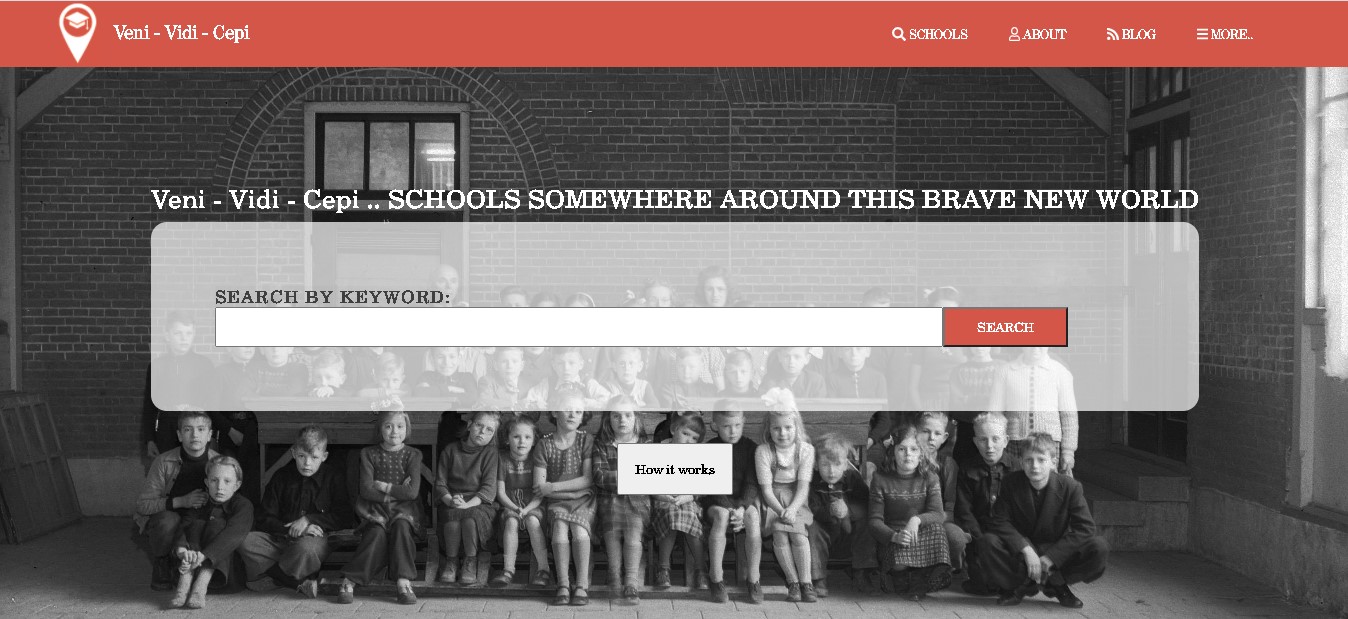 Veni - Vidi - Cepi
SCHOOLS
ABOUT
BLOG
MORE..
Veni - Vidi - Cepi .. SCHOOLS SOMEWHERE AROUND THIS BRAVE NEW WORLD
SEARCH BY KEYWORD:
SEARCH
How it works